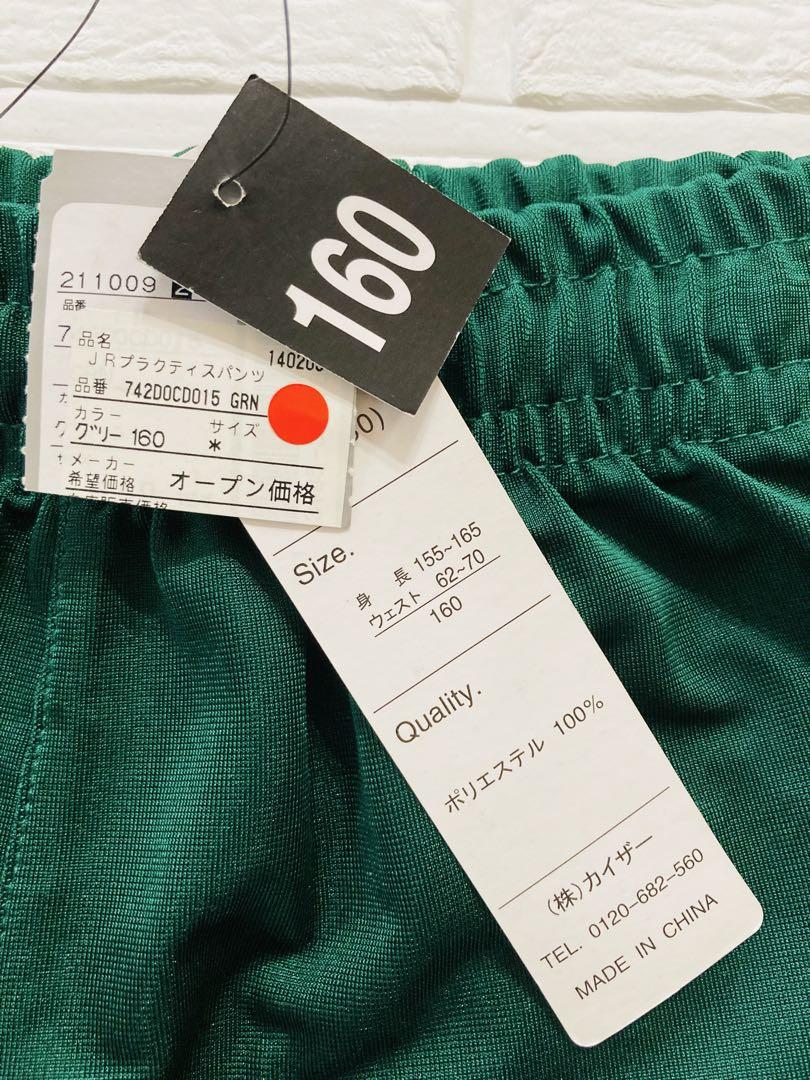 160
211009 2
品番
7
品名
JRプラクティスパンツ
140200
品番 742D0CD015 GRN
カラー
サイズ
グリー 160
*
メーカー
希望価格
オープン価格
Size.
身 長 155~165
ウェスト 62~70
160
Quality.
ポリエステル 100%
(株)カイザー
TEL. 0120-682-560
MADE IN CHINA